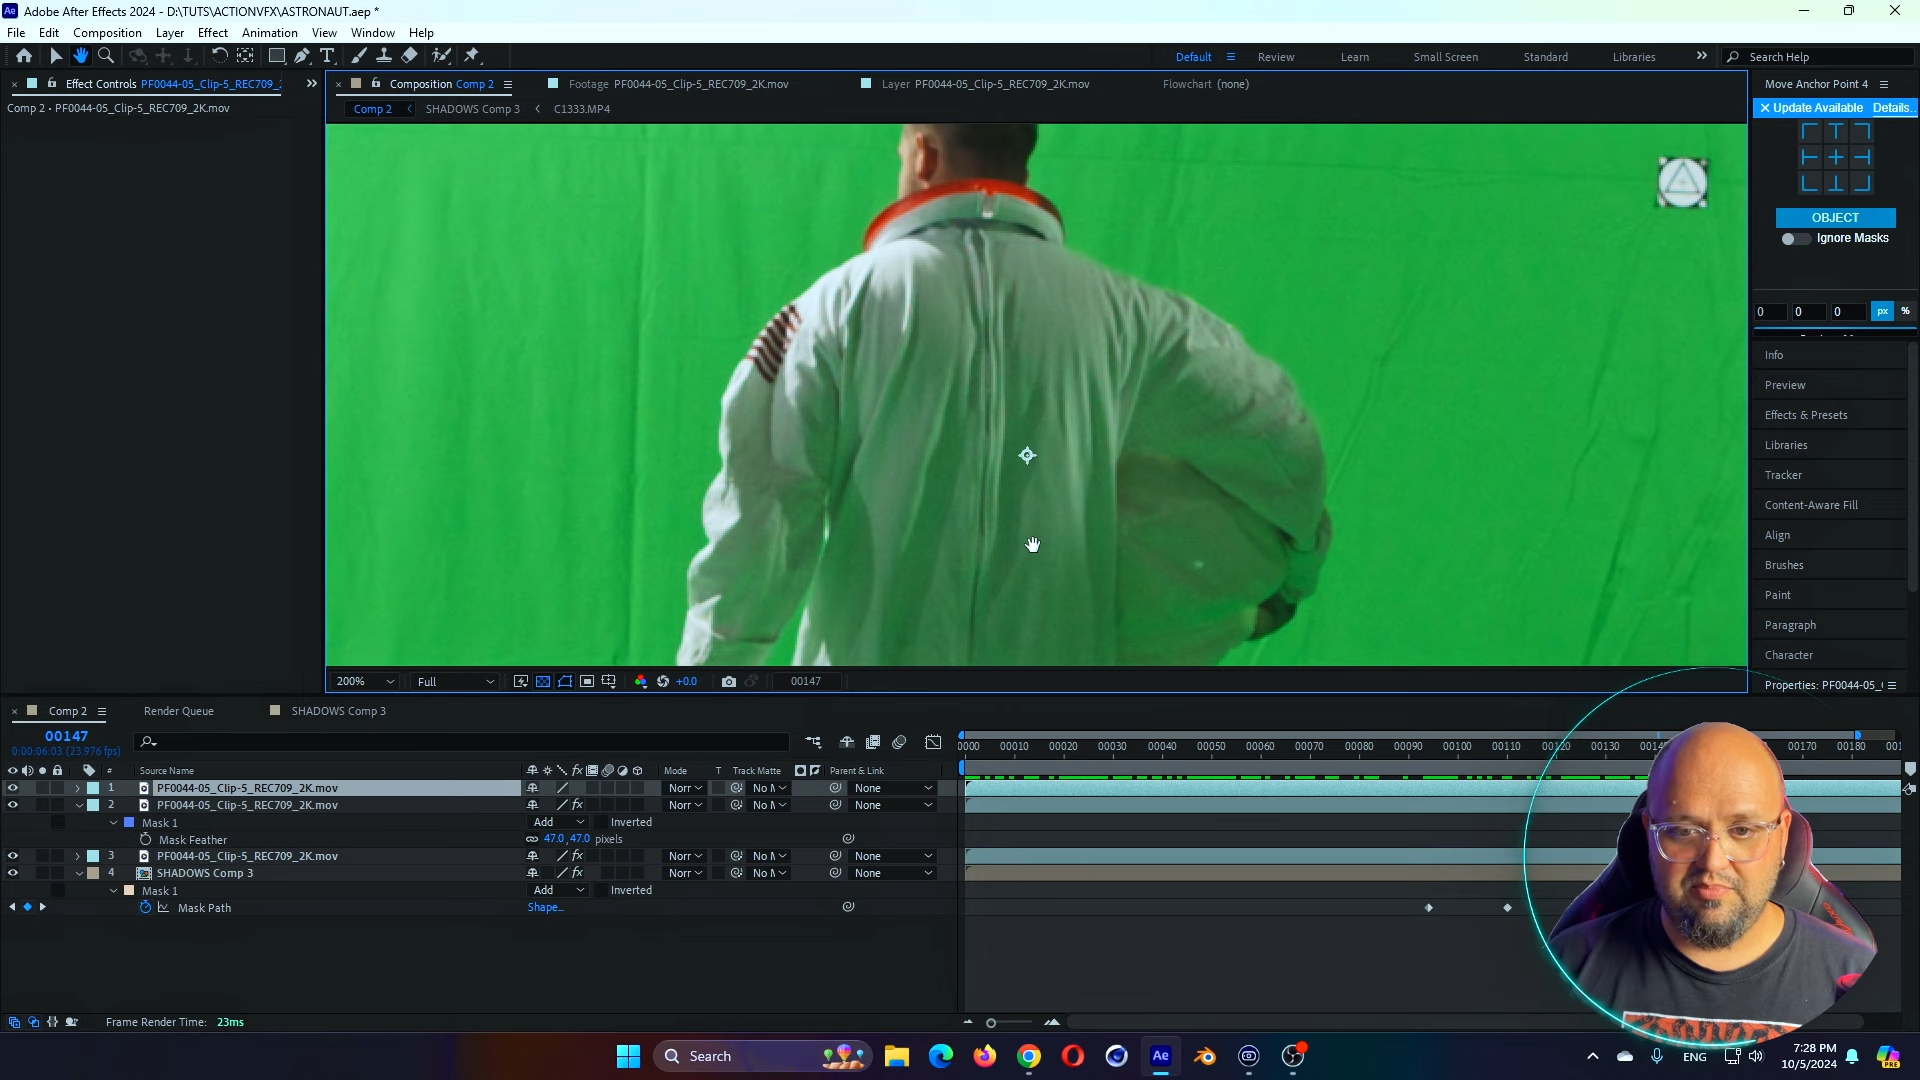 Adobe After Effects 2024 - D:\TUTS\ACTIONVFX\ASTRONAUT.aep *
File Edit Composition Layer Effect Animation View Window Help
Default Review Learn Small Screen Standard Libraries Search Help
Effect Controls PF0044-05_Clip-5_REC709_2
Composition Comp 2
Footage PF0044-05_Clip-5_REC709_2K.mov
Layer PF0044-05_Clip-5_REC709_2K.mov
Flowchart (none)
Move Anchor Point 4
Comp 2 • PF0044-05_Clip-5_REC709_2K.mov
Comp 2 SHADOWS Comp 3 C1333.MP4
Update Available Details..
OBJECT
Ignore Masks
0 0 0 px %
Info
Preview
Effects & Presets
Libraries
Tracker
Content-Aware Fill
Align
Brushes
Paint
Paragraph
Character
Properties: PF0044-05_
200% Full +0.0 00147
Comp 2 Render Queue SHADOWS Comp 3
00147
0:00:06:03 (23.976 fps)
0000 00010 00020 00030 00040 00050 00060 00070 00080 00090 00100 00110 00120 00130 0014 00170 00180 0019
# Source Name Mode T Track Matte Parent & Link
1 PF0044-05_Clip-5_REC709_2K.mov Norr No M None
2 PF0044-05_Clip-5_REC709_2K.mov Norr No M None
Mask 1 Add Inverted
Mask Feather 47.0,47.0 pixels
3 PF0044-05_Clip-5_REC709_2K.mov Norr No M None
4 SHADOWS Comp 3 Norr No M None
Mask 1 Add Inverted
Mask Path Shape...
Frame Render Time: 23ms
Search ENG 7:28 PM
10/5/2024